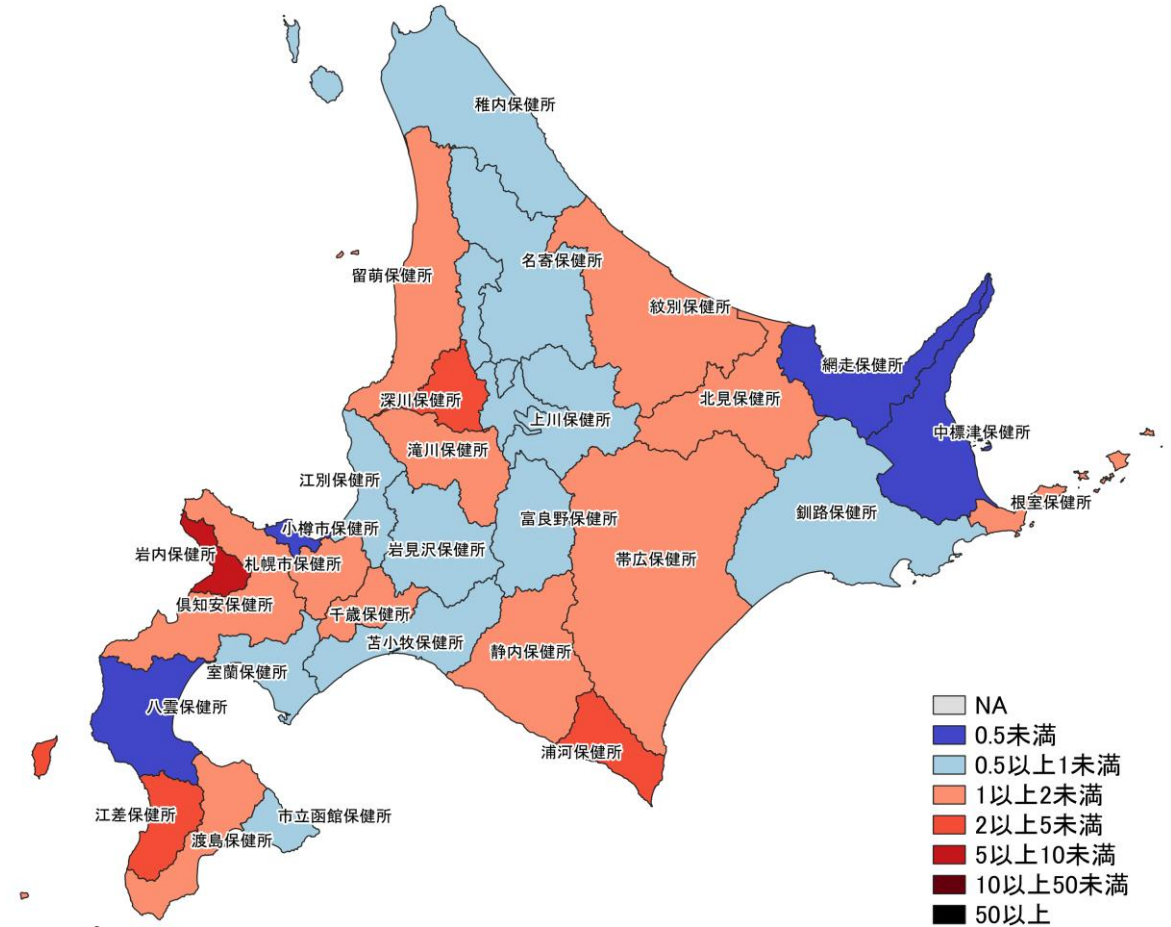 稚内保健所
名寄保健所
留萌保健所
紋別保健所
網走保健所
深川保健所
北見保健所
上川保健所
中標津保健所
滝川保健所
江別保健所
根室保健所
小樽市保健所
富良野保健所
釧路保健所
岩内保健所
札幌市保健所
岩見沢保健所
帯広保健所
倶知安保健所
千歳保健所
苫小牧保健所
静内保健所
室蘭保健所
八雲保健所
浦河保健所
江差保健所
市立函館保健所
渡島保健所
NA
0.5未満
0.5以上1未満
1以上2未満
2以上5未満
5以上10未満
10以上50未満
50以上